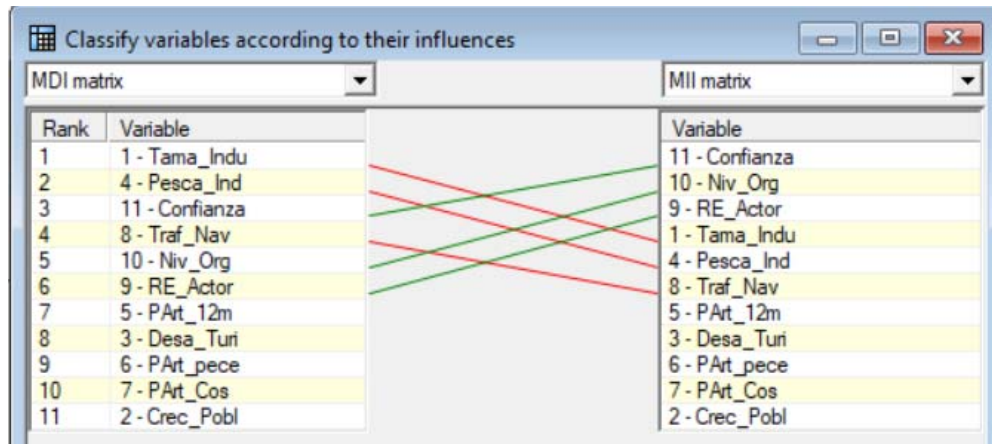 Classify variables according to their influences
MDI matrix MII matrix
Rank Variable Variable
1 1 - Tama_Indu 11 - Confianza
2 4 - Pesca_Ind 10 - Niv_Org
3 11 - Confianza 9 - RE_Actor
4 8 - Traf_Nav 1 - Tama_Indu
5 10 - Niv_Org 4 - Pesca_Ind
6 9 - RE_Actor 8 - Traf_Nav
7 5 - PArt_12m 5 - PArt_12m
8 3 - Desa_Turi 3 - Desa_Turi
9 6 - PArt_pece 6 - PArt_pece
10 7 - PArt_Cos 7 - PArt_Cos
11 2 - Crec_Pobl 2 - Crec_Pobl